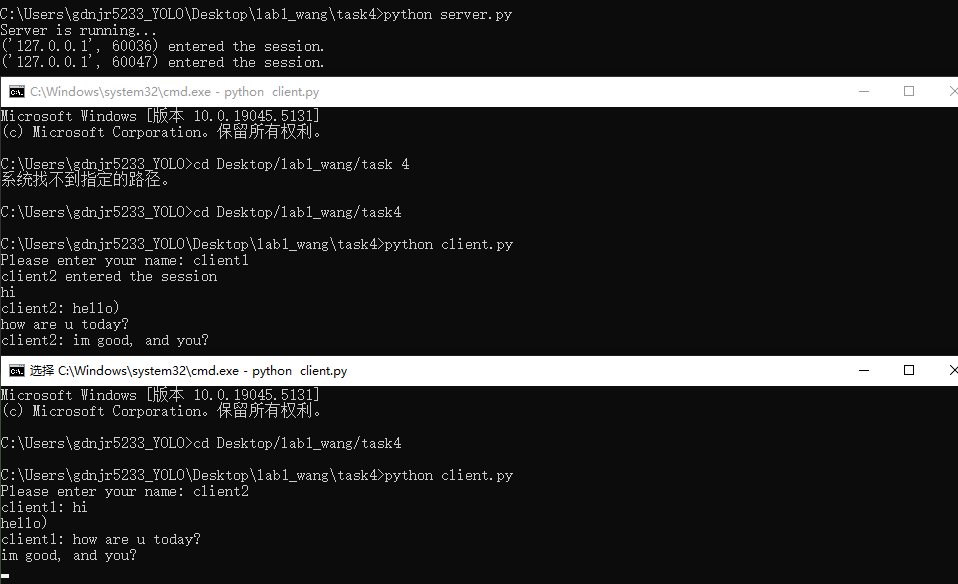 C:\Users\gdnjr5233_YOLO\Desktop\lab1_wang\task4>python server.py
Server is running...
('127.0.0.1', 60036) entered the session.
('127.0.0.1', 60047) entered the session.
C:\Windows\system32\cmd.exe - python  client.py
Microsoft Windows [版本 10.0.19045.5131]
(c) Microsoft Corporation。保留所有权利。
C:\Users\gdnjr5233_YOLO>cd Desktop/lab1_wang/task 4
系统找不到指定的路径。
C:\Users\gdnjr5233_YOLO>cd Desktop/lab1_wang/task4
C:\Users\gdnjr5233_YOLO\Desktop\lab1_wang\task4>python client.py
Please enter your name: client1
client2 entered the session
hi
client2: hello)
how are u today?
client2: im good, and you?
选择 C:\Windows\system32\cmd.exe - python  client.py
Microsoft Windows [版本 10.0.19045.5131]
(c) Microsoft Corporation。保留所有权利。
C:\Users\gdnjr5233_YOLO>cd Desktop/lab1_wang/task4
C:\Users\gdnjr5233_YOLO\Desktop\lab1_wang\task4>python client.py
Please enter your name: client2
client1: hi
hello)
client1: how are u today?
im good, and you?